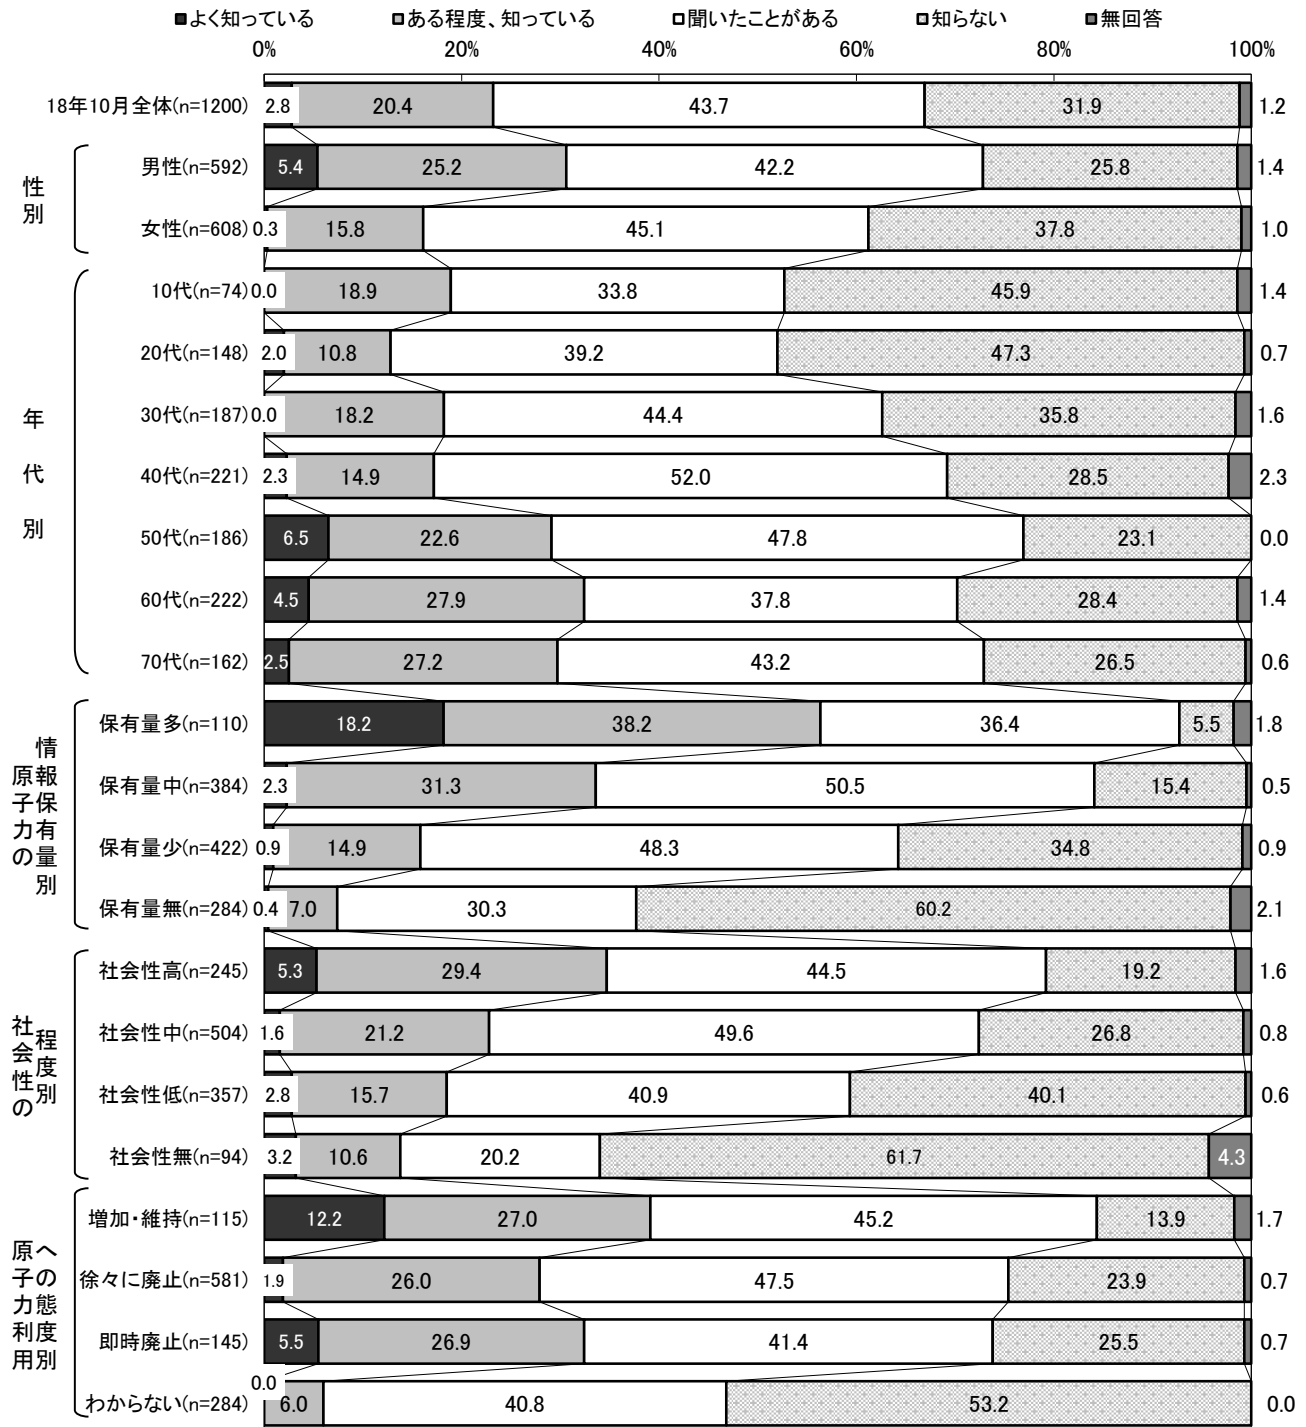 ■よく知っている □ある程度、知っている □聞いたことがある □知らない ■無回答
0% 20% 40% 60% 80% 100%
18年10月全体(n=1200) 2.8 20.4 43.7 31.9 1.2
性別
男性(n=592) 5.4 25.2 42.2 25.8 1.4
女性(n=608) 0.3 15.8 45.1 37.8 1.0
年代別
10代(n=74) 0.0 18.9 33.8 45.9 1.4
20代(n=148) 2.0 10.8 39.2 47.3 0.7
30代(n=187) 0.0 18.2 44.4 35.8 1.6
40代(n=221) 2.3 14.9 52.0 28.5 2.3
50代(n=186) 6.5 22.6 47.8 23.1 0.0
60代(n=222) 4.5 27.9 37.8 28.4 1.4
70代(n=162) 2.5 27.2 43.2 26.5 0.6
原子力の
情報保有量別
保有量多(n=110) 18.2 38.2 36.4 5.5 1.8
保有量中(n=384) 2.3 31.3 50.5 15.4 0.5
保有量少(n=422) 0.9 14.9 48.3 34.8 0.9
保有量無(n=284) 0.4 7.0 30.3 60.2 2.1
社会性の
程度別
社会性高(n=245) 5.3 29.4 44.5 19.2 1.6
社会性中(n=504) 1.6 21.2 49.6 26.8 0.8
社会性低(n=357) 2.8 15.7 40.9 40.1 0.6
社会性無(n=94) 3.2 10.6 20.2 61.7 4.3
原子力利用
への態度別
増加・維持(n=115) 12.2 27.0 45.2 13.9 1.7
徐々に廃止(n=581) 1.9 26.0 47.5 23.9 0.7
即時廃止(n=145) 5.5 26.9 41.4 25.5 0.7
わからない(n=284) 0.0 6.0 40.8 53.2 0.0